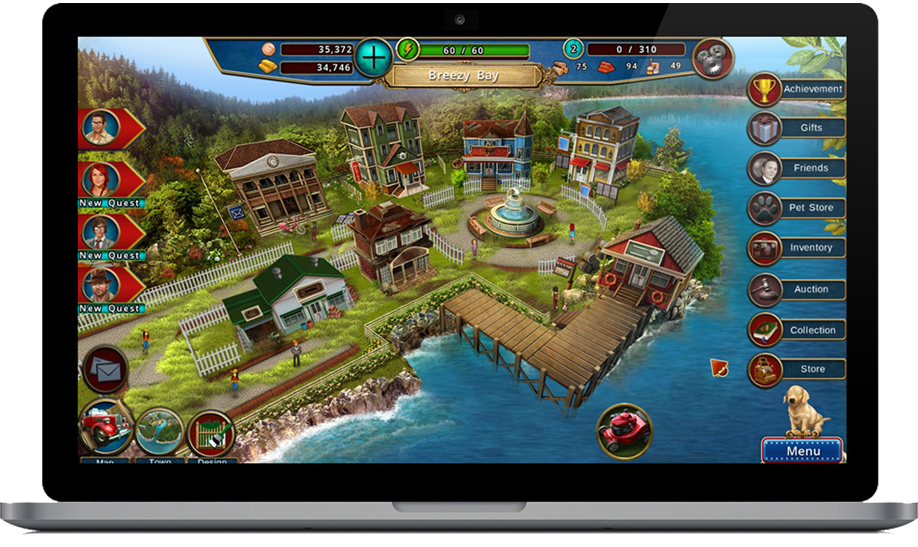 35,372
60 / 60
2
0 / 310
34,746
Breezy Bay
75
94
49
Achievement
Gifts
Friends
New Quest
Pet Store
Inventory
New Quest
Auction
New Quest
Collection
Store
Menu
Map
Town
Design